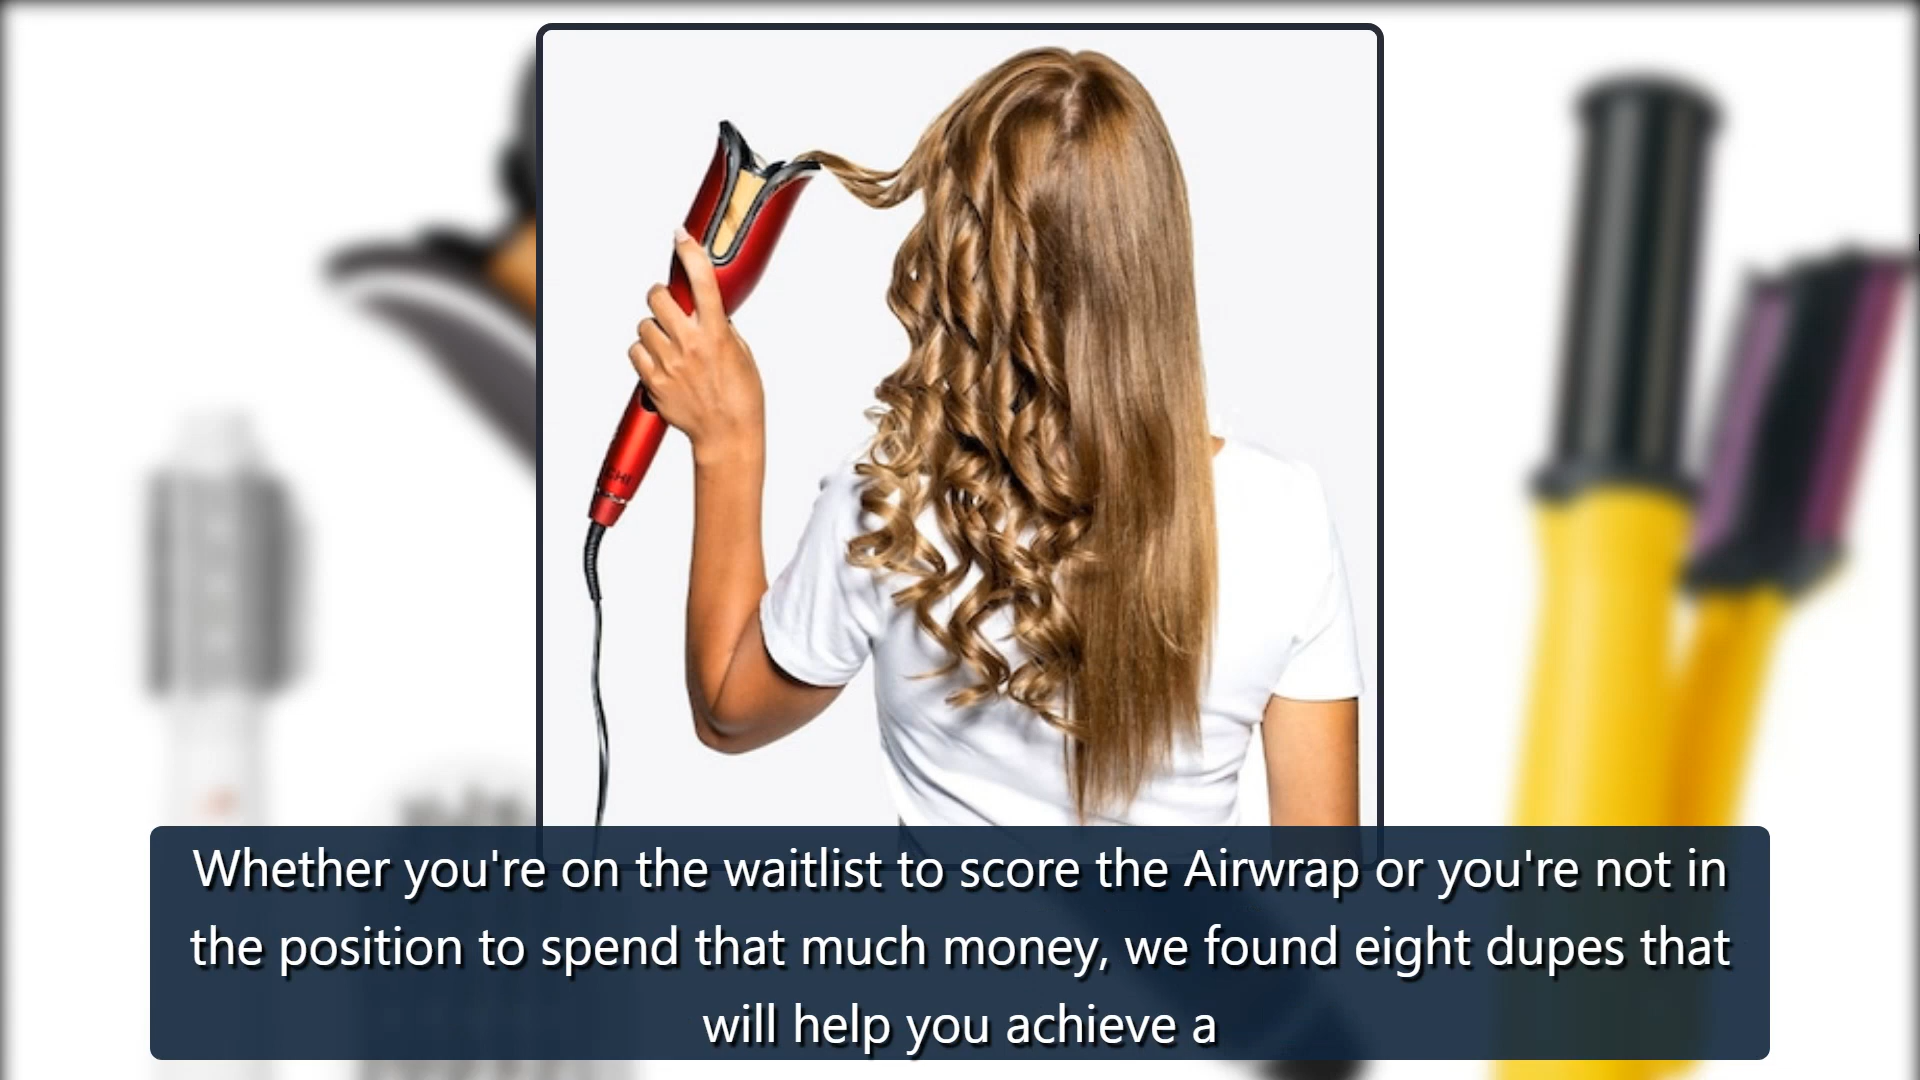 CHI
Whether you're on the waitlist to score the Airwrap or you're not in
the position to spend that much money, we found eight dupes that
will help you achieve a